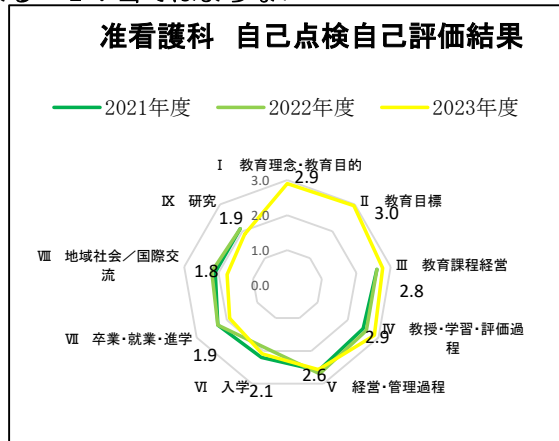 准看護科 自己点検自己評価結果
2021年度 2022年度 2023年度
Ⅰ 教育理念・教育目的
3.0
2.9
Ⅸ 研究
Ⅱ 教育目標
1.9
2.0
3.0
1.0
Ⅷ 地域社会/国際交
流
1.8
0.0
Ⅲ 教育課程経営
2.8
Ⅶ 卒業・就業・進学
1.9
Ⅳ 教授・学習・評価過
程
2.9
Ⅵ 入学
2.1
2.6
Ⅴ 経営・管理過程